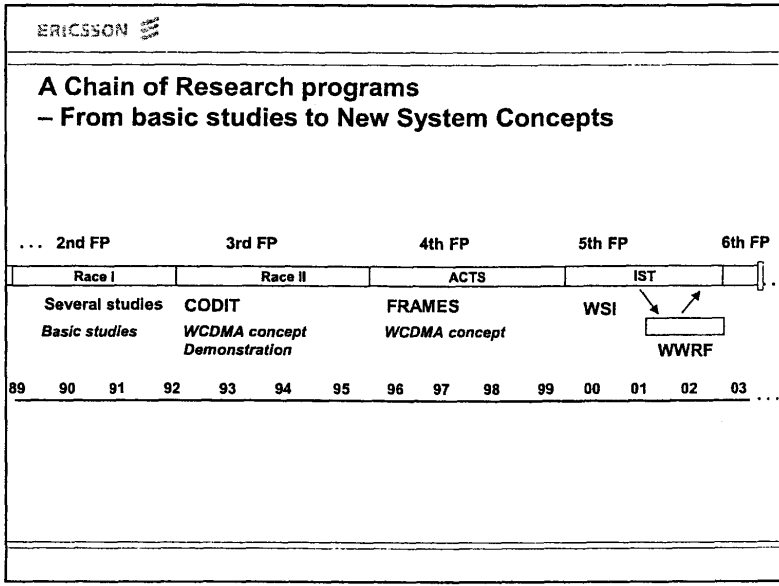 ERICSSON
A Chain of Research programs
– From basic studies to New System Concepts
... 2nd FP 3rd FP 4th FP 5th FP 6th FP
Race I Race II ACTS IST ...
Several studies CODIT FRAMES WSI
Basic studies WCDMA concept WCDMA concept
Demonstration WWRF
89 90 91 92 93 94 95 96 97 98 99 00 01 02 03 ...